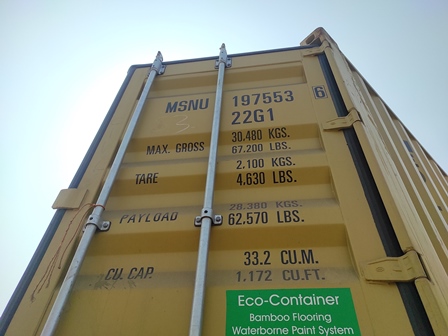 MSNU 197553 6
22G1
MAX. GROSS 30.480 KGS.
67.200 LBS.
TARE 2.100 KGS.
4.630 LBS.
PAYLOAD 28.380 KGS.
62.570 LBS.
CU. CAP. 33.2 CU.M.
1.172 CU.FT.
Eco-Container
Bamboo Flooring
Waterborne Paint System